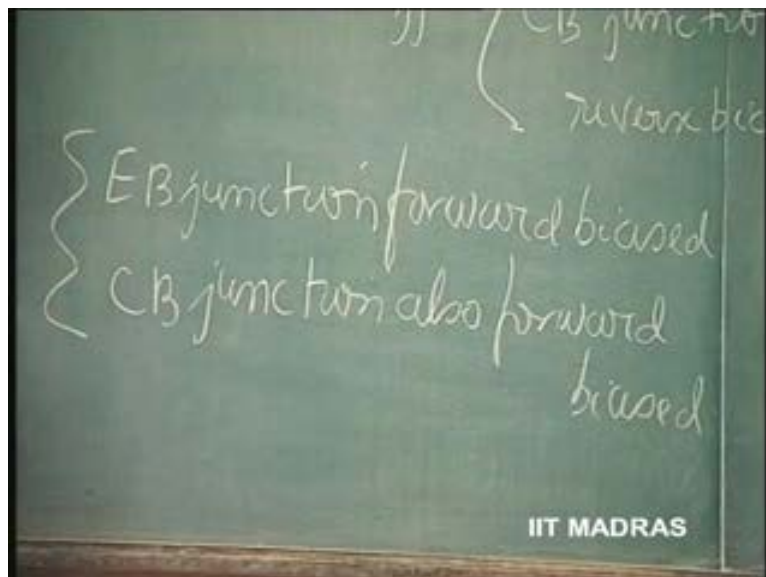 CB junctio
reverse bia
EB junction forward biased
CB junction also forward
biased
IIT MADRAS